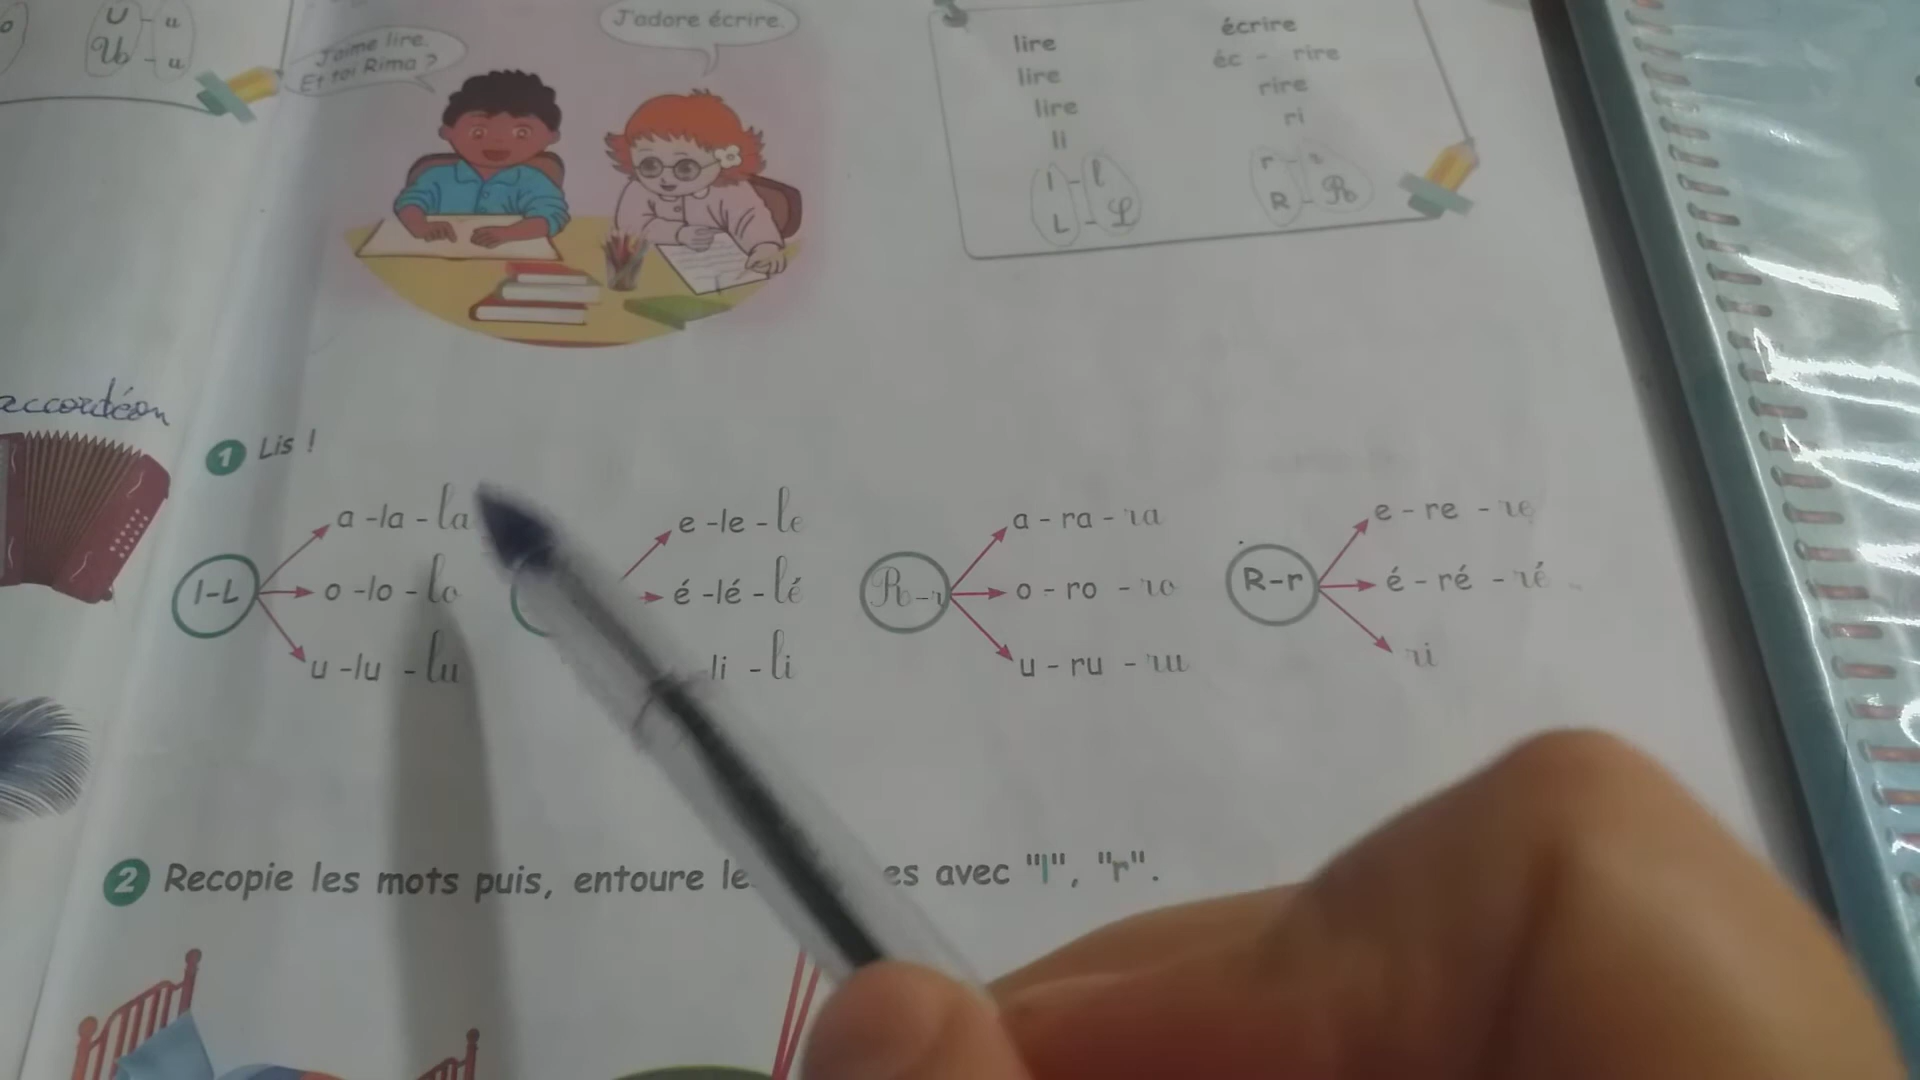 o
U - u
U - u
J'aime lire.
Et toi Rima ?
J'adore écrire.
lire
lire
lire
li
l - l
L - L
écrire
éc - rire
rire
ri
r - r
R - R
accordéon
1 Lis !
l-L
a -la - la
o -lo - lo
u -lu - lu
e -le - le
é -lé - lé
-li - li
R-r
a - ra - ra
o - ro - ro
u - ru - ru
R-r
e - re - re
é - ré - ré
ri
2 Recopie les mots puis, entoure es avec "l", "r".